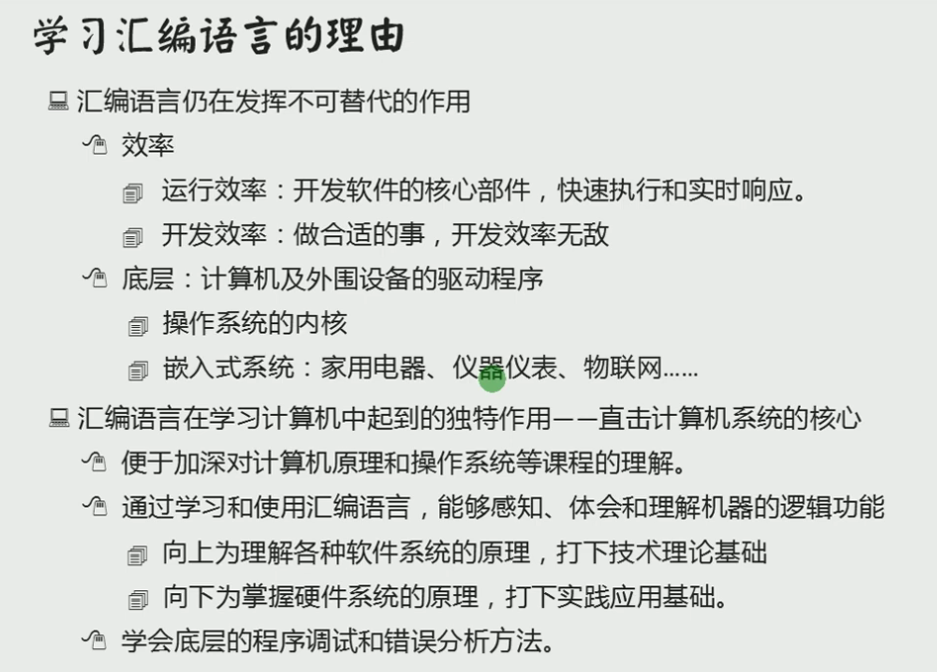 学习汇编语言的理由
汇编语言仍在发挥不可替代的作用
效率
运行效率：开发软件的核心部件，快速执行和实时响应。
开发效率：做合适的事，开发效率无敌
底层：计算机及外围设备的驱动程序
操作系统的内核
嵌入式系统：家用电器、仪器仪表、物联网……
汇编语言在学习计算机中起到的独特作用——直击计算机系统的核心
便于加深对计算机原理和操作系统等课程的理解。
通过学习和使用汇编语言，能够感知、体会和理解机器的逻辑功能
向上为理解各种软件系统的原理，打下技术理论基础
向下为掌握硬件系统的原理，打下实践应用基础。
学会底层的程序调试和错误分析方法。